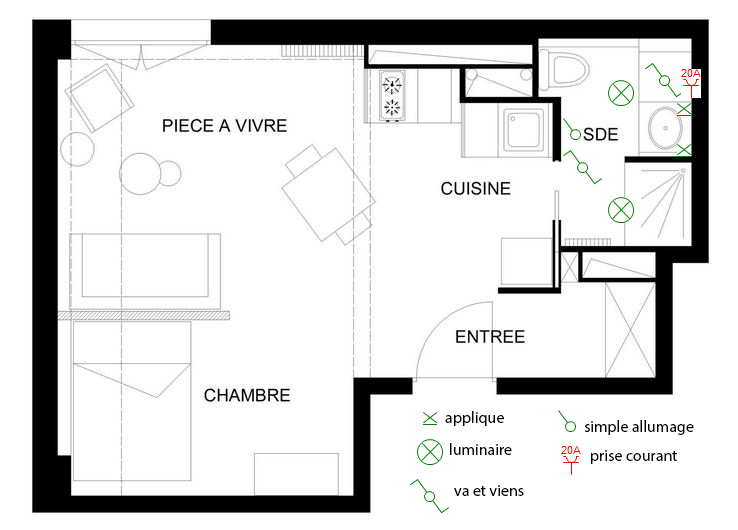 20A
PIECE A VIVRE
SDE
CUISINE
ENTREE
CHAMBRE
applique
simple allumage
luminaire
20A
prise courant
va et viens